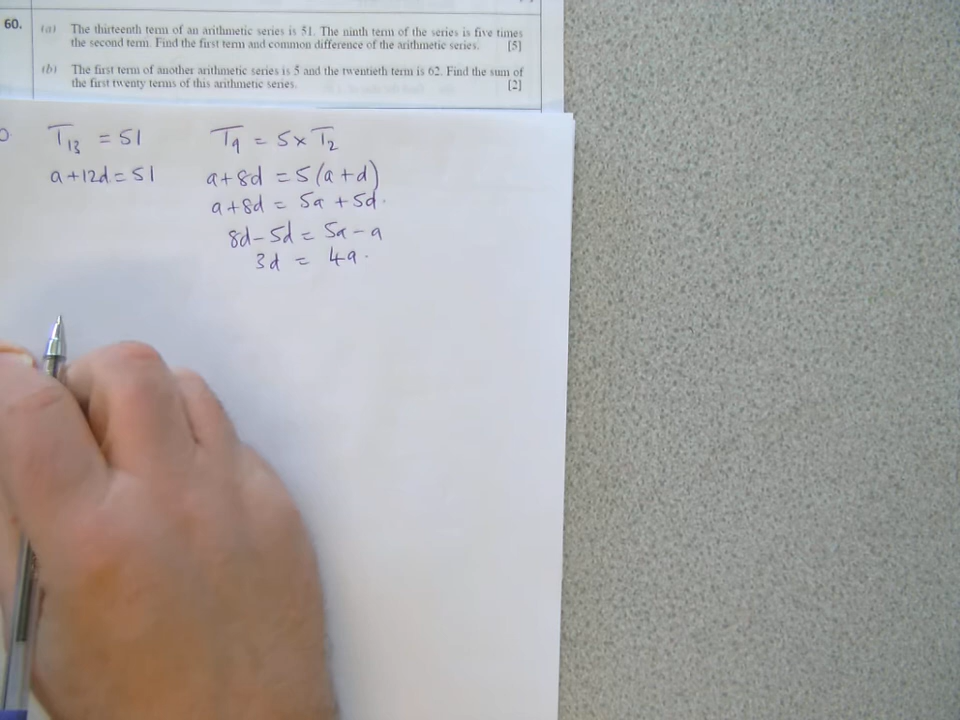 60. (a) The thirteenth term of an arithmetic series is 51. The ninth term of the series is five times
the second term. Find the first term and common difference of the arithmetic series. [5]
(b) The first term of another arithmetic series is 5 and the twentieth term is 62. Find the sum of
the first twenty terms of this arithmetic series. [2]
T₁₃ = 51 T₉ = 5 × T₂
a + 12d = 51 a + 8d = 5(a + d)
a + 8d = 5a + 5d.
8d - 5d = 5a - a
3d = 4a.